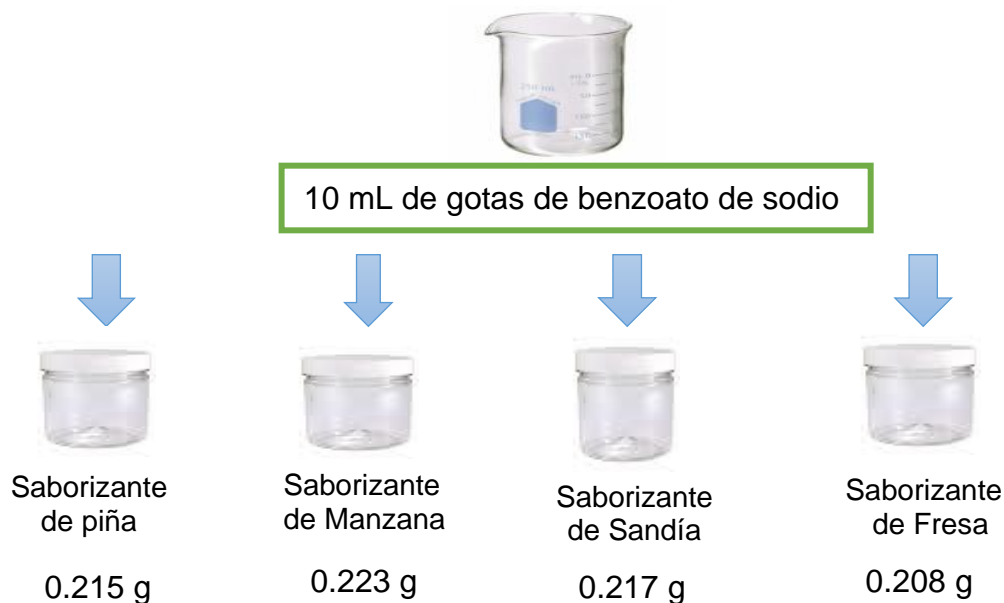 10 mL de gotas de benzoato de sodio
Saborizante
de piña
0.215 g
Saborizante
de Manzana
0.223 g
Saborizante
de Sandía
0.217 g
Saborizante
de Fresa
0.208 g